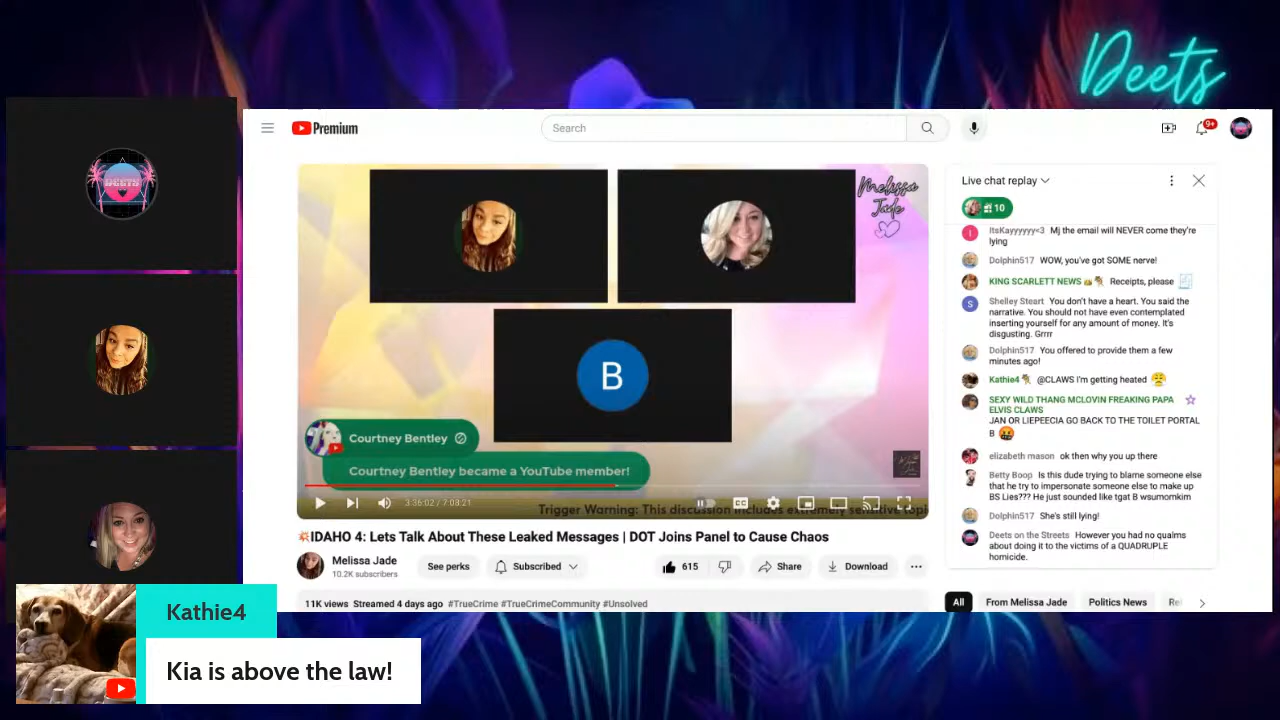 Deets
DEETS
Premium
Search
9+
Melissa
Jade
B
Courtney Bentley
Courtney Bentley became a YouTube member!
3:36:02 / 7:03:21
CC
Trigger Warning: This discussion includes extremely sensitive topi
💥IDAHO 4: Lets Talk About These Leaked Messages | DOT Joins Panel to Cause Chaos
Melissa Jade
10.2K subscribers
See perks
Subscribed
615
Share
Download
11K views Streamed 4 days ago #TrueCrime #TrueCrimeCommunity #Unsolved
Live chat replay
10
I
ItsKayyyyyy<3 Mj the email will NEVER come they're
lying
Dolphin517 WOW, you've got SOME nerve!
KING SCARLETT NEWS Receipts, please
S
Shelley Steart You don't have a heart. You said the
narrative. You should not have even contemplated
inserting yourself for any amount of money. It's
disgusting. Grrrr
Dolphin517 You offered to provide them a few
minutes ago!
Kathie4 @CLAWS I'm getting heated 😤
SEXY WILD THANG MCLOVIN FREAKING PAPA
ELVIS CLAWS
JAN OR LIEPEECIA GO BACK TO THE TOILET PORTAL
B 🤬
elizabeth mason ok then why you up there
Betty Boop Is this dude trying to blame someone else
that he try to impersonate someone else to make up
BS Lies??? He just sounded like tgat B wsumomkim
Dolphin517 She's still lying!
Deets on the Streets However you had no qualms
about doing it to the victims of a QUADRUPLE
homicide.
All
From Melissa Jade
Politics News
Kathie4
Kia is above the law!